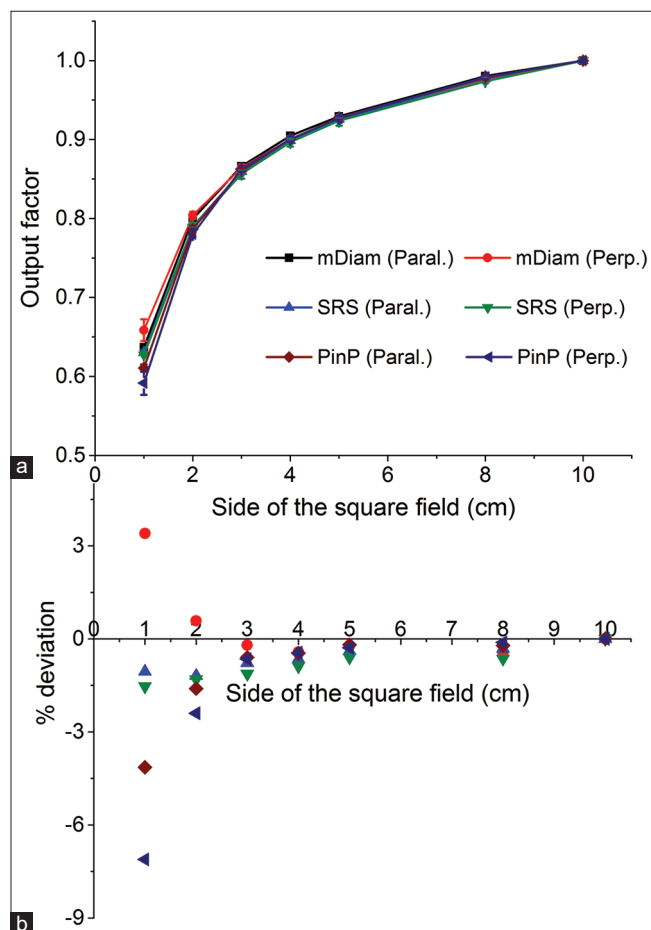 1.0
0.9
0.8
0.7
0.6
0.5
Output factor
mDiam (Paral.) mDiam (Perp.)
SRS (Paral.) SRS (Perp.)
PinP (Paral.) PinP (Perp.)
0 2 4 6 8 10
Side of the square field (cm)
a
3
0
-3
-6
-9
% deviation
0 1 2 3 4 5 6 7 8 9 10
Side of the square field (cm)
b